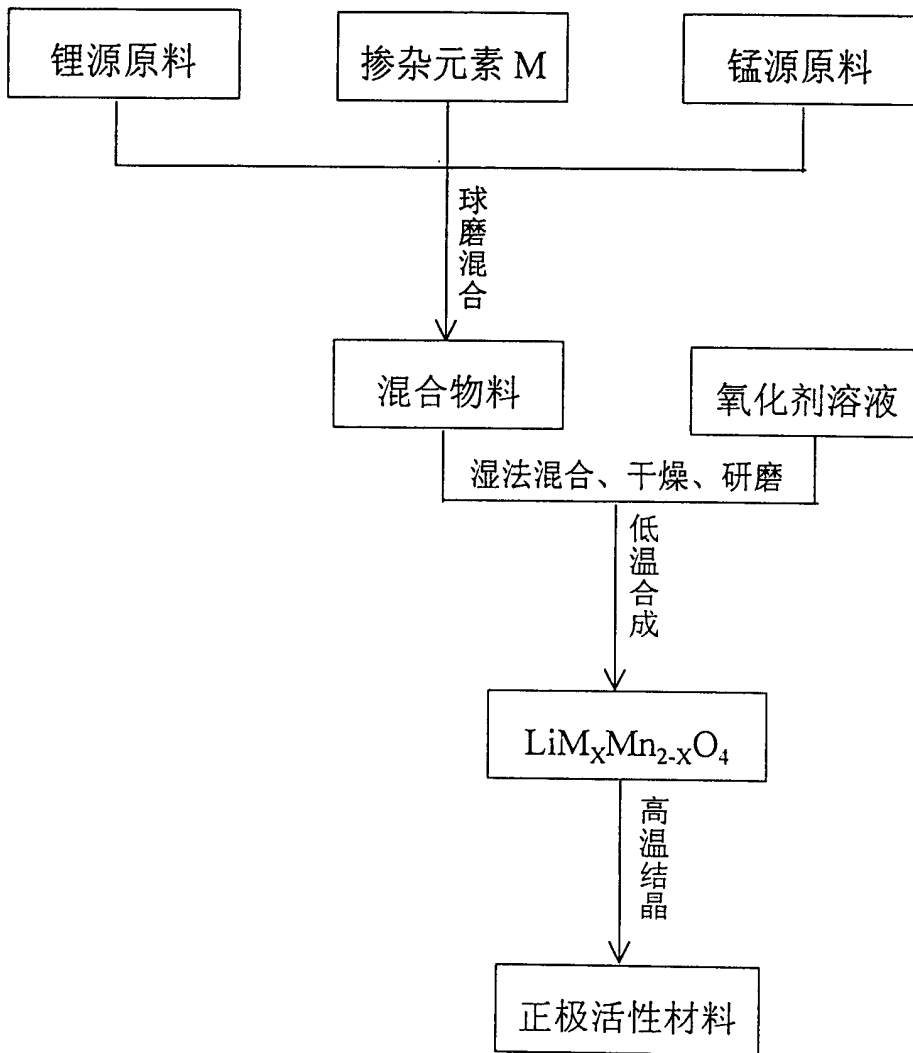 锂源原料
掺杂元素 M
锰源原料
球磨混合
混合物料
氧化剂溶液
湿法混合、干燥、研磨
低温合成
LiMₓMn₂₋ₓO₄
高温结晶
正极活性材料